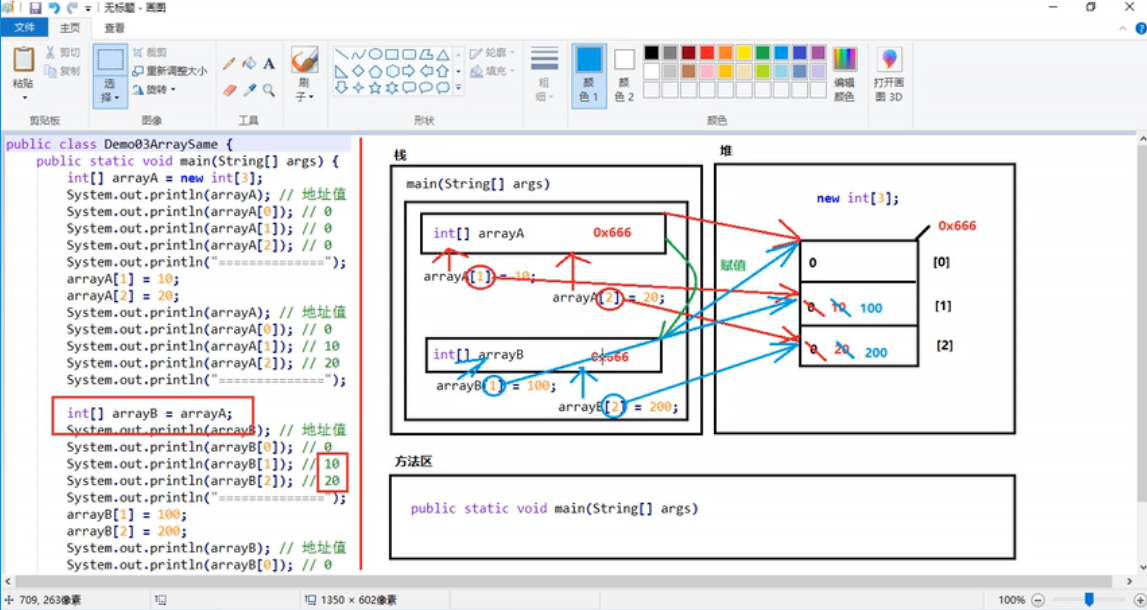 无标题 - 画图
文件
主页
查看
粘贴
剪切
复制
剪贴板
选择
裁剪
重新调整大小
旋转
图像
A
工具
刷子
形状
轮廓
填充
粗细
颜色 1
颜色 2
颜色
编辑颜色
打开画图 3D
public class Demo03ArraySame {
public static void main(String[] args) {
int[] arrayA = new int[3];
System.out.println(arrayA); // 地址值
System.out.println(arrayA[0]); // 0
System.out.println(arrayA[1]); // 0
System.out.println(arrayA[2]); // 0
System.out.println("==============");
arrayA[1] = 10;
arrayA[2] = 20;
System.out.println(arrayA); // 地址值
System.out.println(arrayA[0]); // 0
System.out.println(arrayA[1]); // 10
System.out.println(arrayA[2]); // 20
System.out.println("==============");
int[] arrayB = arrayA;
System.out.println(arrayB); // 地址值
System.out.println(arrayB[0]); // 0
System.out.println(arrayB[1]); // 10
System.out.println(arrayB[2]); // 20
System.out.println("==============");
arrayB[1] = 100;
arrayB[2] = 200;
System.out.println(arrayB); // 地址值
System.out.println(arrayB[0]); // 0
栈
main(String[] args)
int[] arrayA 0x666
arrayA[1] = 10;
arrayA[2] = 20;
int[] arrayB 0x666
arrayB[1] = 100;
arrayB[2] = 200;
赋值
堆
new int[3];
0x666
0 [0]
0 10 100 [1]
0 20 200 [2]
方法区
public static void main(String[] args)
709, 263像素
1350 × 602像素
100%